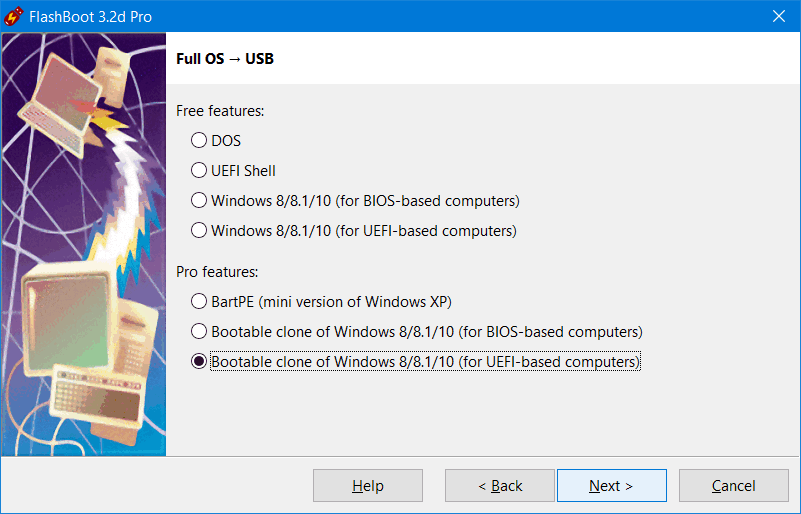 FlashBoot 3.2d Pro
Full OS → USB
Free features:
DOS
UEFI Shell
Windows 8/8.1/10 (for BIOS-based computers)
Windows 8/8.1/10 (for UEFI-based computers)
Pro features:
BartPE (mini version of Windows XP)
Bootable clone of Windows 8/8.1/10 (for BIOS-based computers)
Bootable clone of Windows 8/8.1/10 (for UEFI-based computers)
Help
< Back
Next >
Cancel